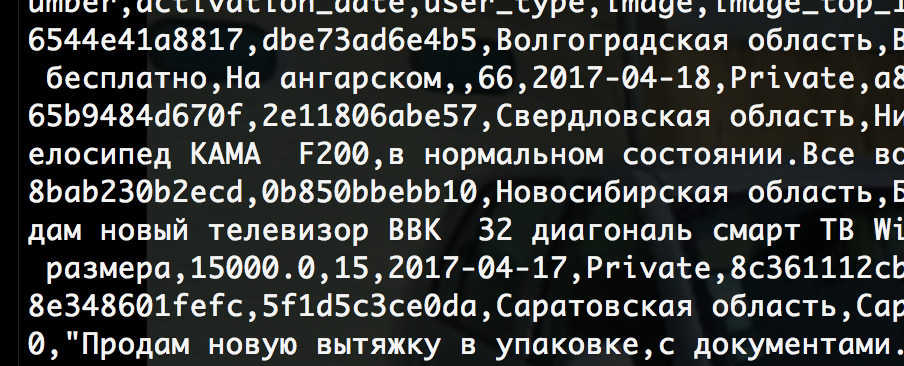 umber,activation_date,user_type,image,image_top_1
6544e41a8817,dbe73ad6e4b5,Волгоградская область,В
бесплатно,На ангарском,,66,2017-04-18,Private,a8
65b9484d670f,2e11806abe57,Свердловская область,Ни
елосипед КАМА  F200,в нормальном состоянии.Все во
8bab230b2ecd,0b850bbebb10,Новосибирская область,Б
дам новый телевизор BBK  32 диагональ смарт ТВ Wi
размера,15000.0,15,2017-04-17,Private,8c361112cb
8e348601fefc,5f1d5c3ce0da,Саратовская область,Сар
0,"Продам новую вытяжку в упаковке,с документами.